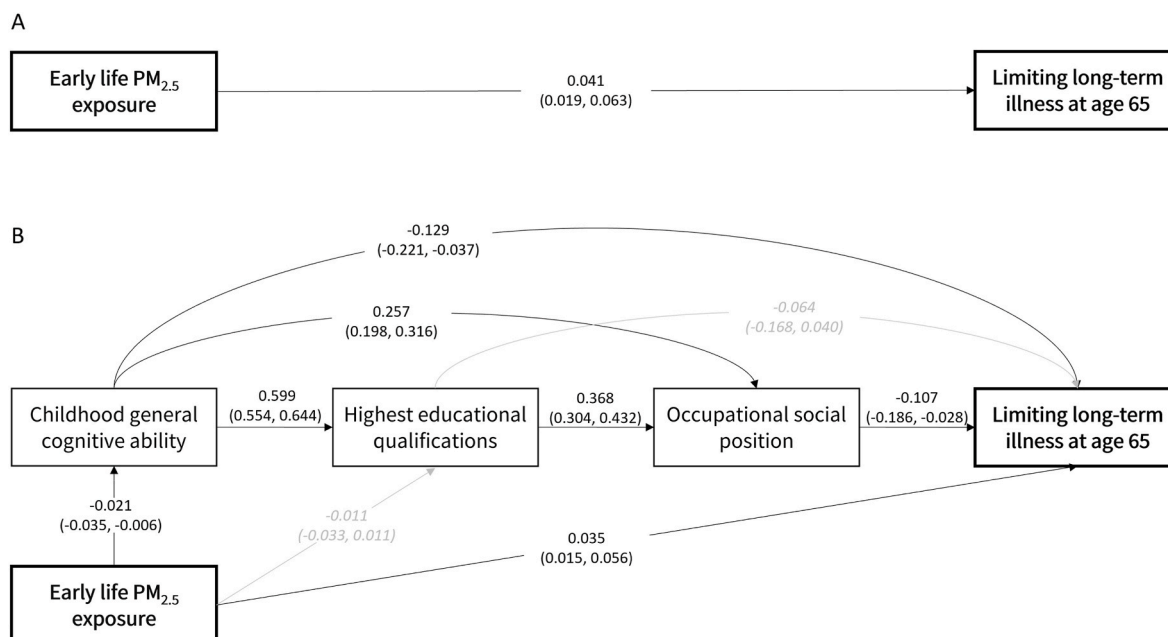 A
Early life PM₂.₅
exposure
0.041
(0.019, 0.063)
Limiting long-term
illness at age 65
B
-0.129
(-0.221, -0.037)
0.257
(0.198, 0.316)
-0.064
(-0.168, 0.040)
Childhood general
cognitive ability
0.599
(0.554, 0.644)
Highest educational
qualifications
0.368
(0.304, 0.432)
Occupational social
position
-0.107
(-0.186, -0.028)
Limiting long-term
illness at age 65
-0.021
(-0.035, -0.006)
-0.011
(-0.033, 0.011)
0.035
(0.015, 0.056)
Early life PM₂.₅
exposure